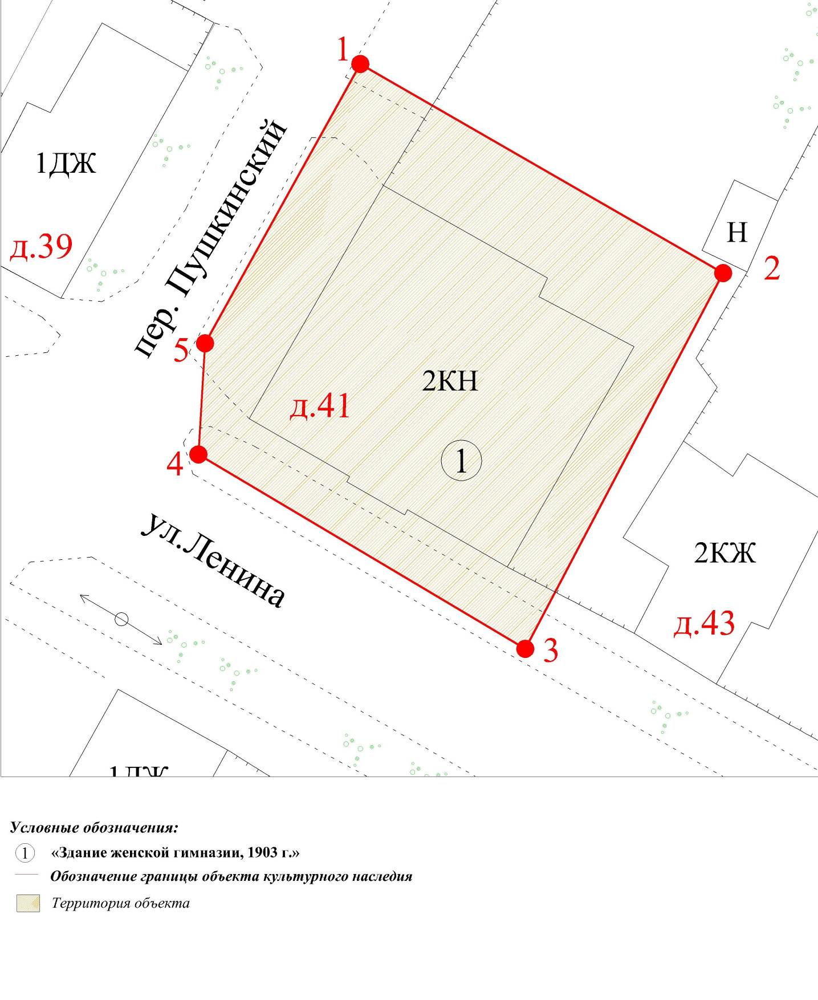 1
1ДЖ
пер. Пушкинский
д.39
Н
2
5
2КН
д.41
1
4
ул.Ленина
2КЖ
д.43
3
1ДЖ
Условные обозначения:
1 «Здание женской гимназии, 1903 г.»
Обозначение границы объекта культурного наследия
Территория объекта